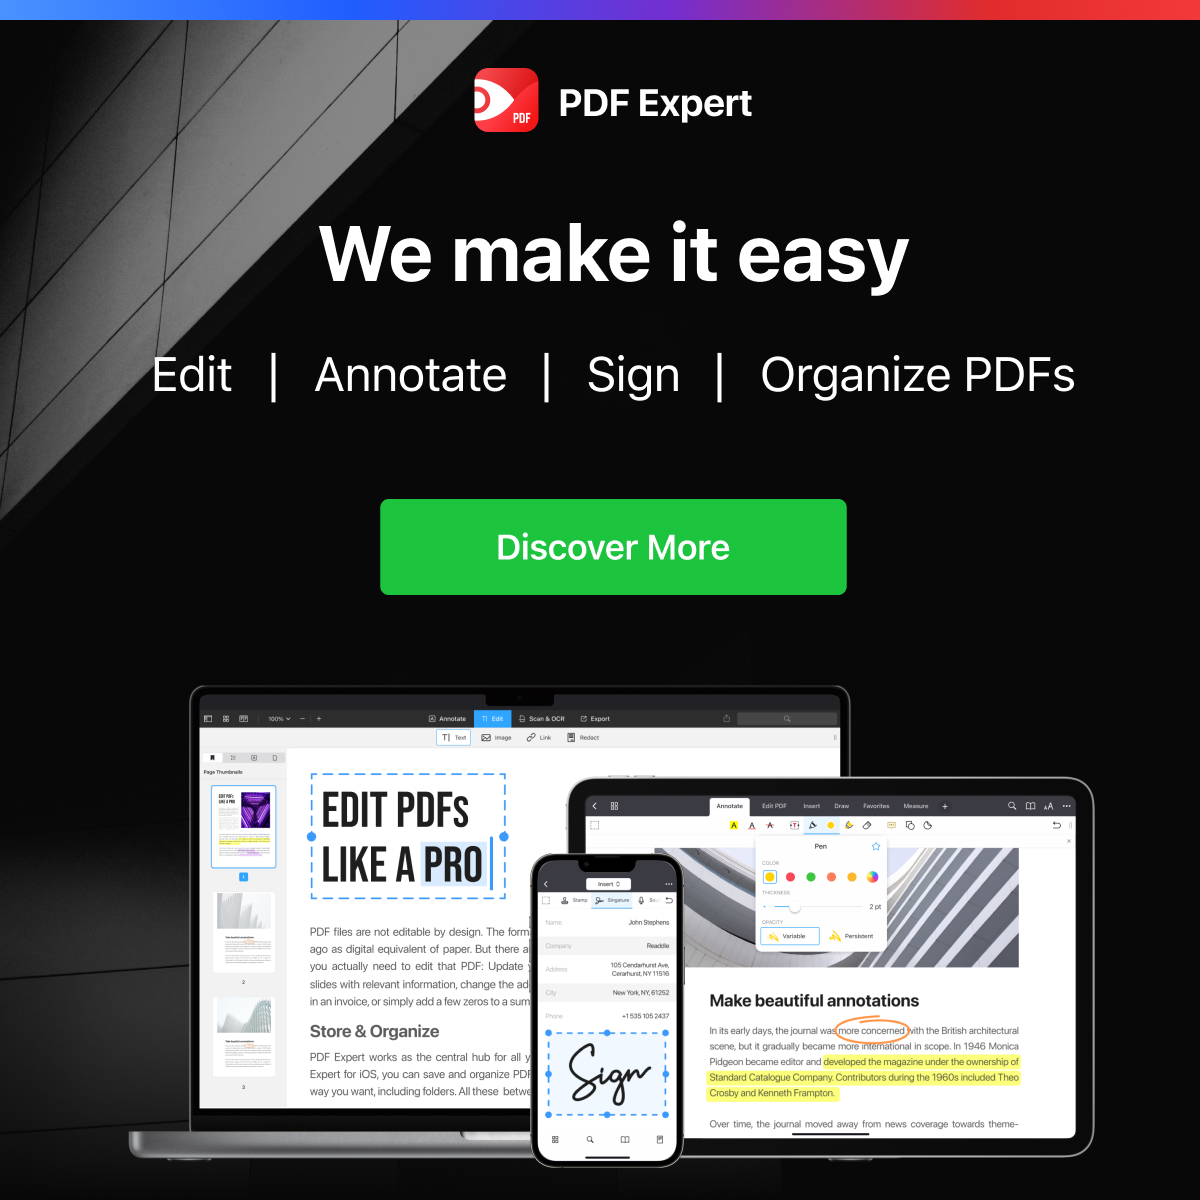 PDF
PDF Expert
We make it easy
Edit | Annotate | Sign | Organize PDFs
Discover More
100%
Annotate
Edit
Scan & OCR
Export
Text
Image
Link
Redact
Page Thumbnails
EDIT PDFs
LIKE A PRO
1
2
3
EDIT PDFs
LIKE A PRO
PDF files are not editable by design. The form
ago as digital equivalent of paper. But there a
you actually need to edit that PDF: Update
slides with relevant information, change the ad
in an invoice, or simply add a few zeros to a sum
Store & Organize
PDF Expert works as the central hub for all y
Expert for iOS, you can save and organize PDF
way you want, including folders. All these betwe
Insert
Stamp
Singature
So
Name John Stephens
Company Readdle
Address 105 Cendarhurst Ave,
Cerarhurst, NY 11516
City New York, NY, 61252
Phone +1 535 105 2437
Sign
Annotate
Edit PDF
Insert
Draw
Favorites
Measure
Pen
COLOR
THICKNESS
2 pt
OPACITY
Variable
Persistent
Make beautiful annotations
In its early days, the journal was more concerned with the British architectural
scene, but it gradually became more international in scope. In 1946 Monica
Pidgeon became editor and developed the magazine under the ownership of
Standard Catalogue Company. Contributors during the 1960s included Theo
Crosby and Kenneth Frampton.
Over time, the journal moved away from news coverage towards theme-